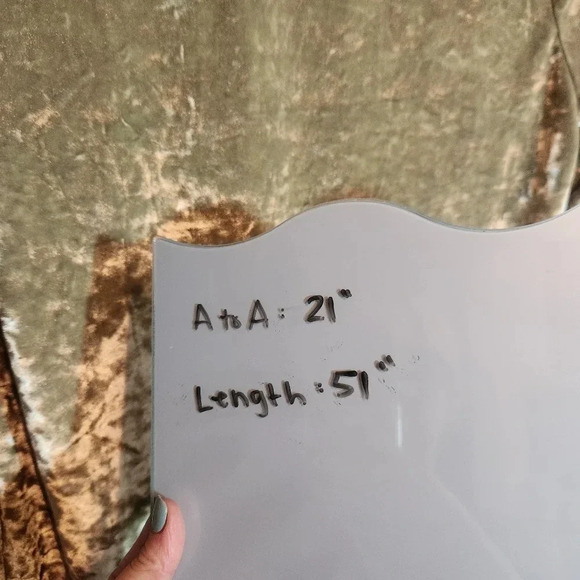 A to A: 21"
Length: 51"